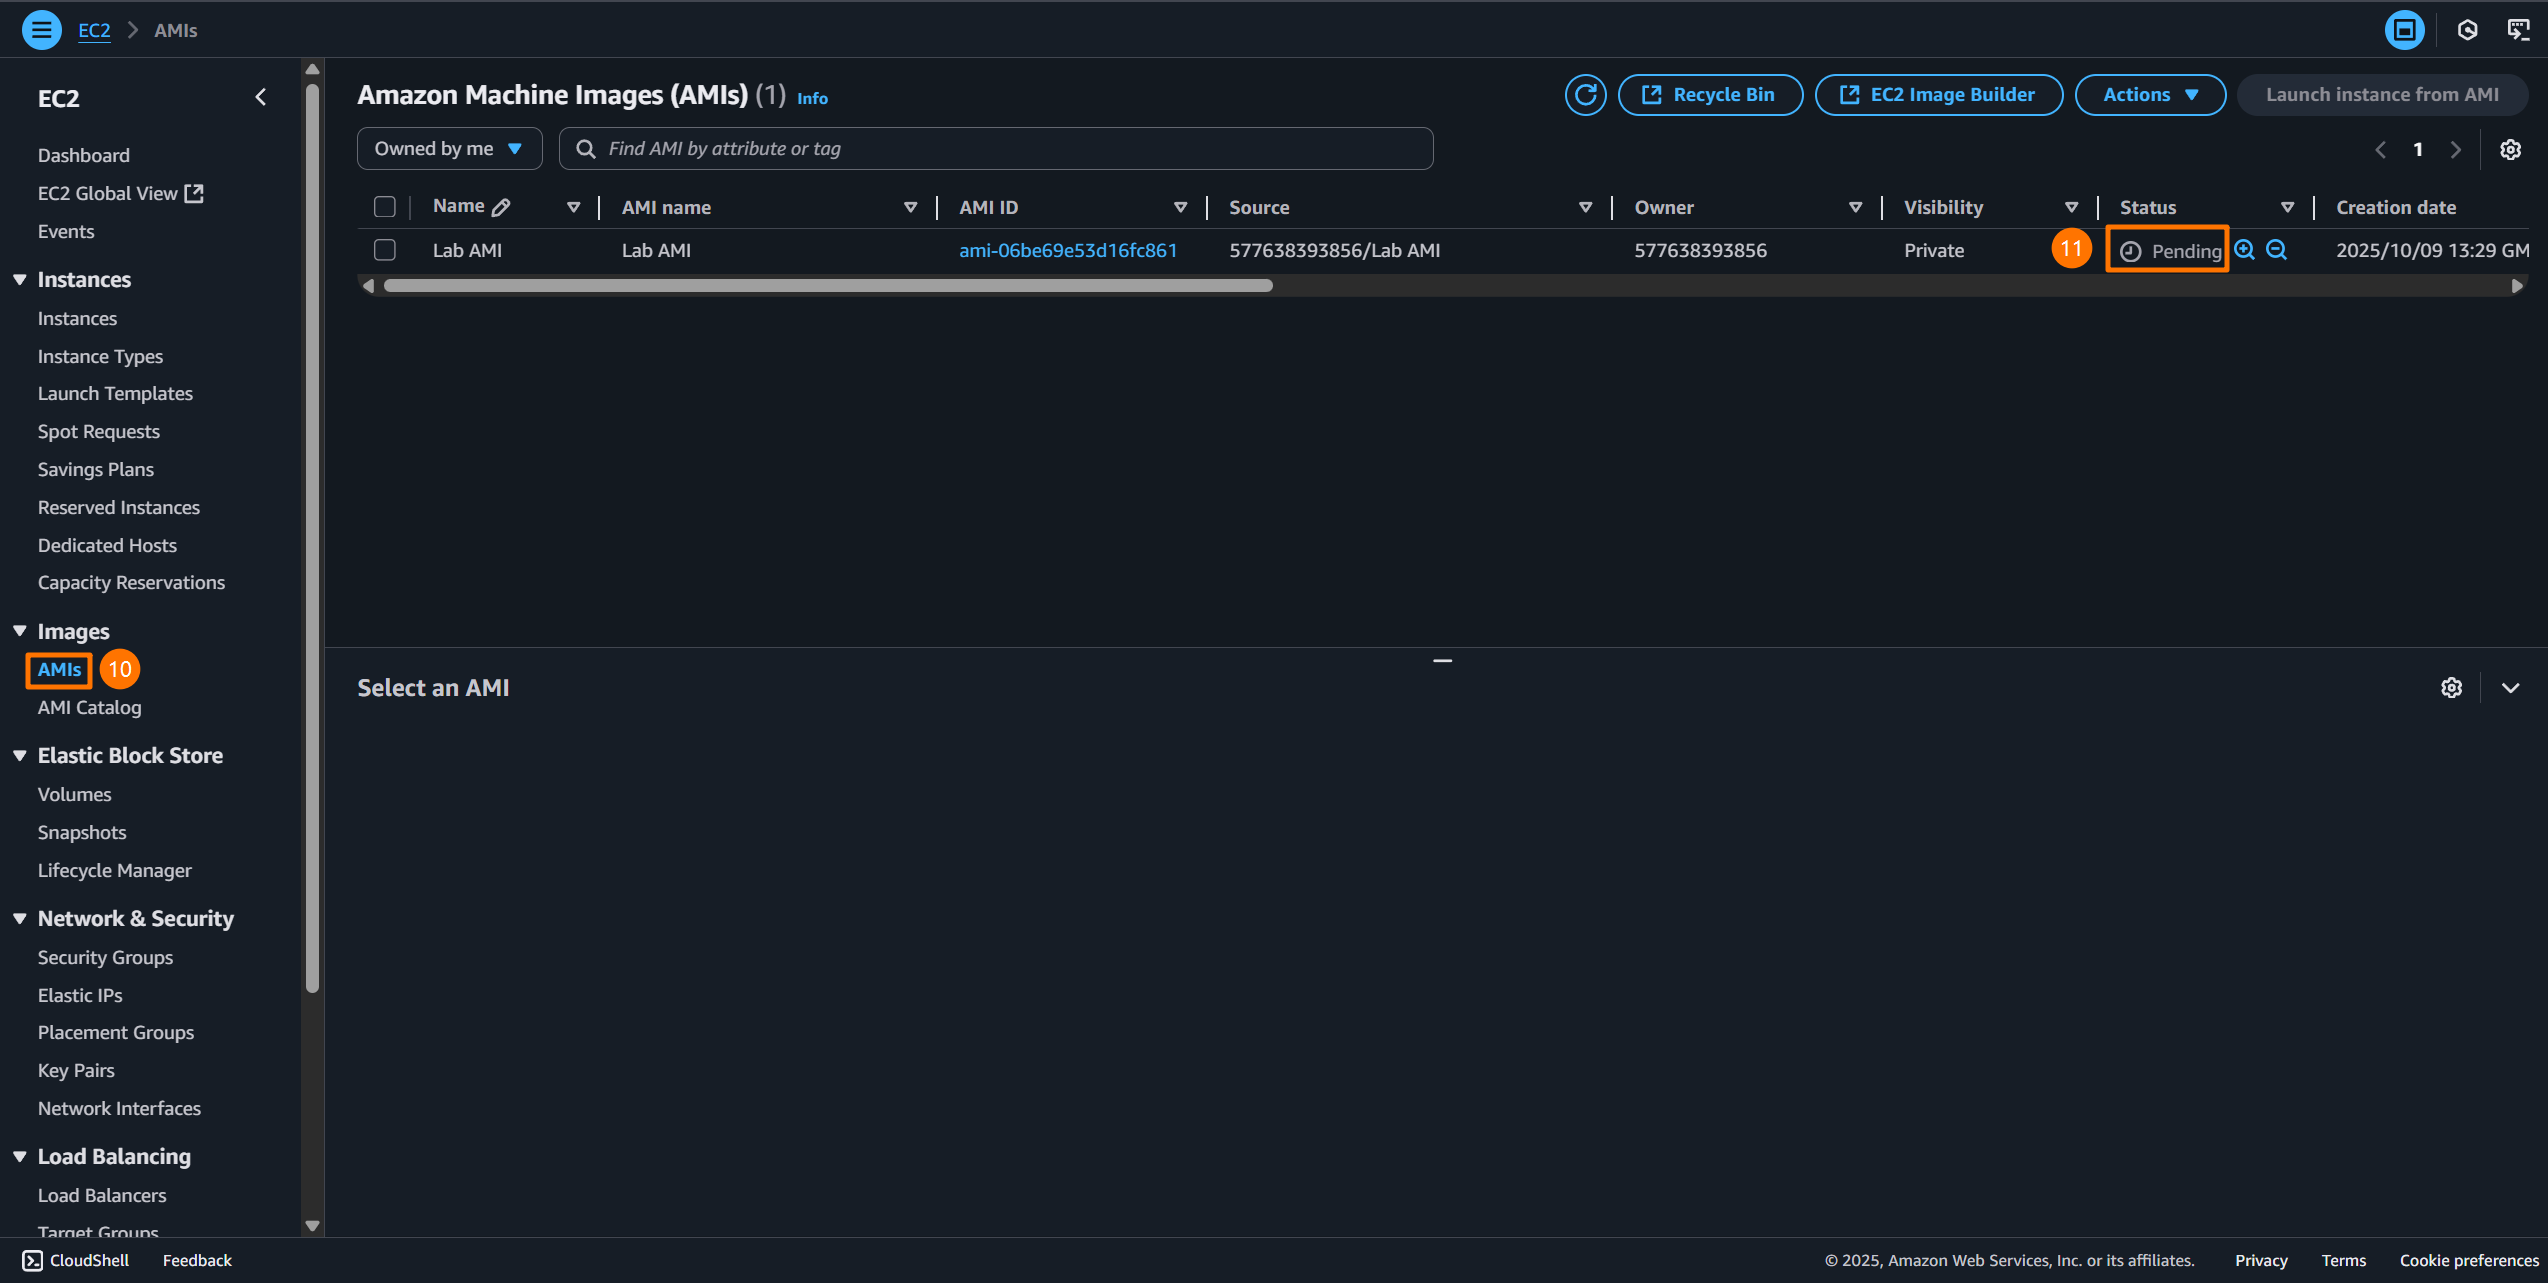 EC2 > AMIs
EC2
Dashboard
EC2 Global View
Events
Instances
Instances
Instance Types
Launch Templates
Spot Requests
Savings Plans
Reserved Instances
Dedicated Hosts
Capacity Reservations
Images
AMIs 10
AMI Catalog
Elastic Block Store
Volumes
Snapshots
Lifecycle Manager
Network & Security
Security Groups
Elastic IPs
Placement Groups
Key Pairs
Network Interfaces
Load Balancing
Load Balancers
Target Groups
Amazon Machine Images (AMIs) (1) Info
Recycle Bin EC2 Image Builder Actions Launch instance from AMI
Owned by me Find AMI by attribute or tag 1
Name AMI name AMI ID Source Owner Visibility Status Creation date
Lab AMI Lab AMI ami-06be69e53d16fc861 577638393856/Lab AMI 577638393856 Private 11 Pending 2025/10/09 13:29 GM
Select an AMI
CloudShell Feedback © 2025, Amazon Web Services, Inc. or its affiliates. Privacy Terms Cookie preferences